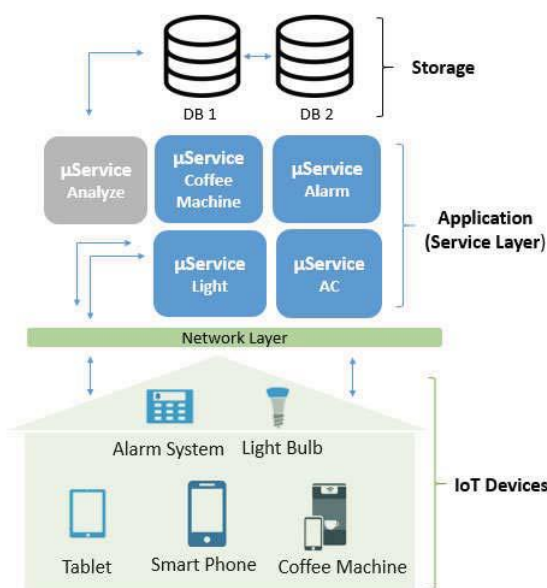 Storage
DB 1
DB 2
µService
Analyze
µService
Coffee
Machine
µService
Alarm
Application
(Service Layer)
µService
Light
µService
AC
Network Layer
Alarm System
Light Bulb
IoT Devices
Tablet
Smart Phone
Coffee Machine